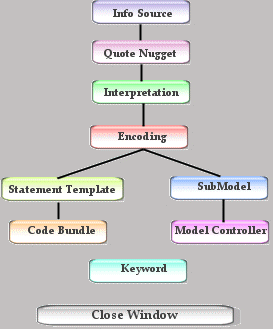 Info Source
Quote Nugget
Interpretation
Encoding
Statement Template
SubModel
Code Bundle
Model Controller
Keyword
Close Window